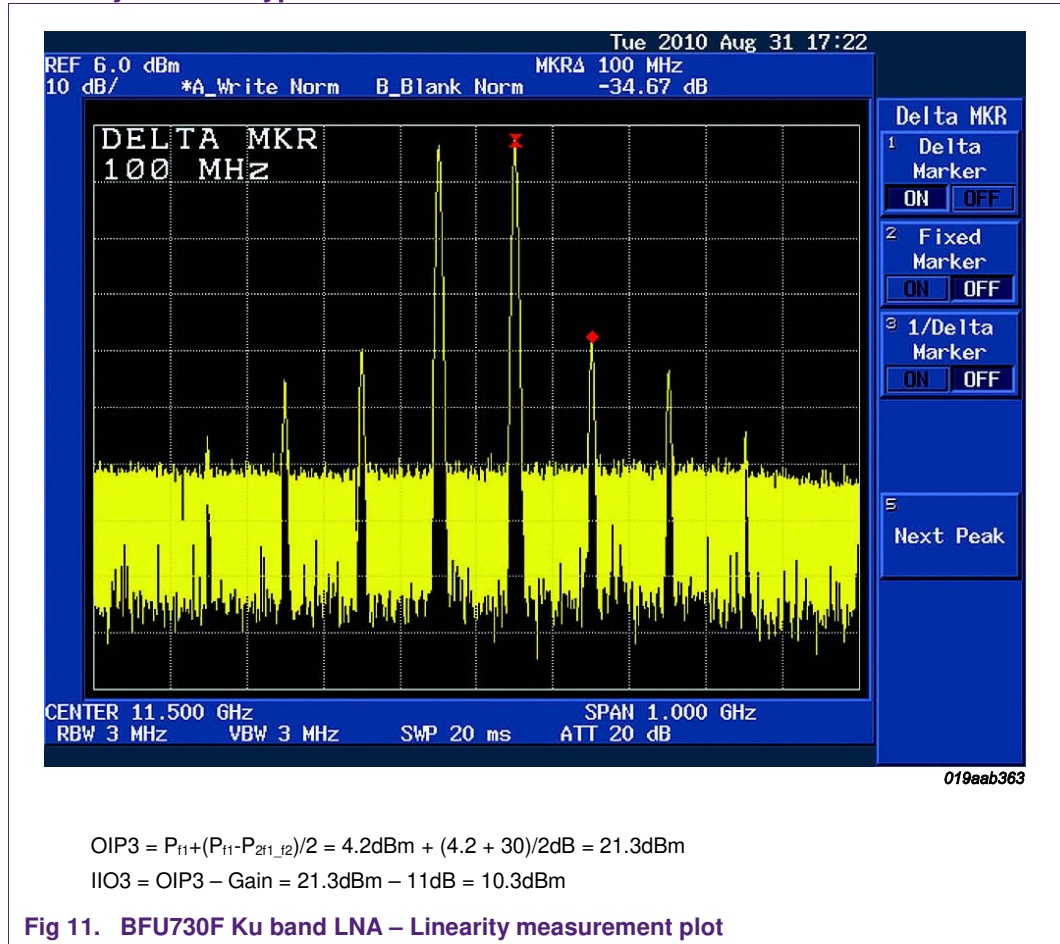 Tue 2010 Aug 31 17:22
REF 6.0 dBm MKRΔ 100 MHz
10 dB/ *A_Write Norm B_Blank Norm -34.67 dB
DELTA MKR
100 MHz
Delta MKR
1 Delta
Marker
ON OFF
2 Fixed
Marker
ON OFF
3 1/Delta
Marker
ON OFF
5
Next Peak
CENTER 11.500 GHz SPAN 1.000 GHz
RBW 3 MHz VBW 3 MHz SWP 20 ms ATT 20 dB
019aab363
OIP3 = Pf1+(Pf1-P2f1_f2)/2 = 4.2dBm + (4.2 + 30)/2dB = 21.3dBm
IIO3 = OIP3 – Gain = 21.3dBm – 11dB = 10.3dBm
Fig 11. BFU730F Ku band LNA – Linearity measurement plot